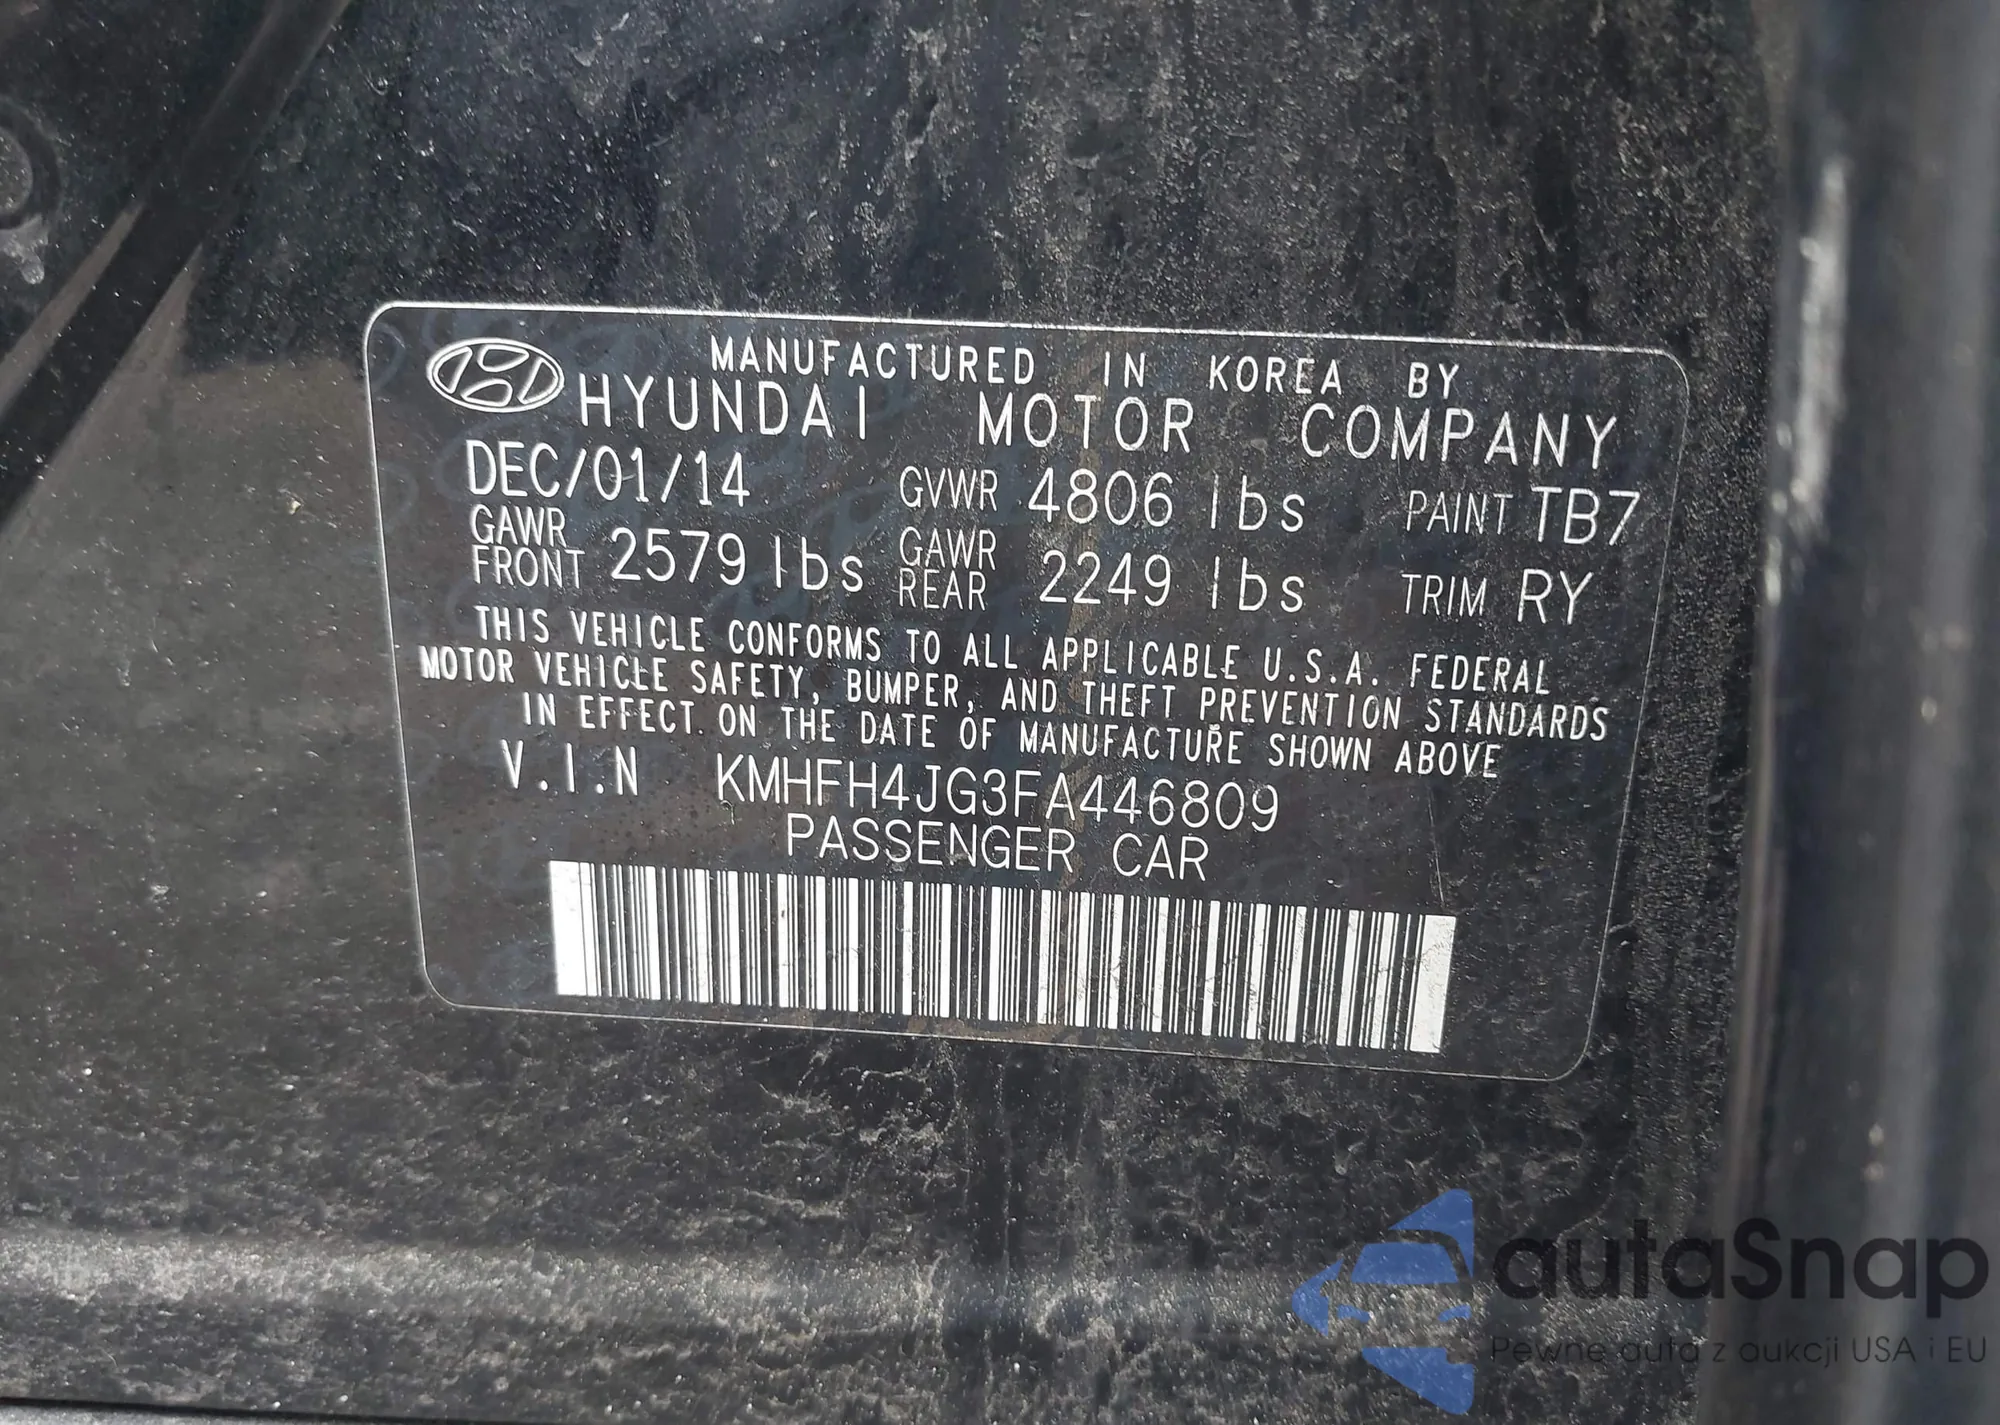 MANUFACTURED IN KOREA BY
HYUNDAI MOTOR COMPANY
DEC/01/14 GVWR 4806 lbs PAINT TB7
GAWR FRONT 2579 lbs GAWR REAR 2249 lbs TRIM RY
THIS VEHICLE CONFORMS TO ALL APPLICABLE U.S.A. FEDERAL
MOTOR VEHICLE SAFETY, BUMPER, AND THEFT PREVENTION STANDARDS
IN EFFECT ON THE DATE OF MANUFACTURE SHOWN ABOVE
V.I.N KMHFH4JG3FA446809
PASSENGER CAR
autaSnap
Pewne auta z aukcji USA i EU